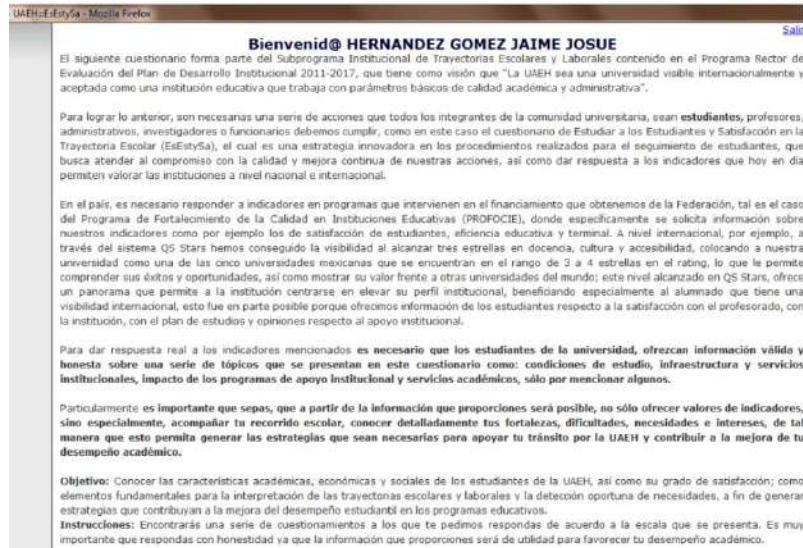 UAEH::EsEstySa - Mozilla Firefox
Salir
Bienvenid@ HERNANDEZ GOMEZ JAIME JOSUE
El siguiente cuestionario forma parte del Subprograma Institucional de Trayectorias Escolares y Laborales contenido en el Programa Rector de
Evaluación del Plan de Desarrollo Institucional 2011-2017, que tiene como visión que "La UAEH sea una universidad visible internacionalmente y
aceptada como una institución educativa que trabaja con parámetros básicos de calidad académica y administrativa".
Para lograr lo anterior, son necesarias una serie de acciones que todos los integrantes de la comunidad universitaria, sean estudiantes, profesores,
administrativos, investigadores o funcionarios debemos cumplir, como en este caso el cuestionario de Estudiar a los Estudiantes y Satisfacción en la
Trayectoria Escolar (EsEstySa), el cual es una estrategia innovadora en los procedimientos realizados para el seguimiento de estudiantes, que
busca atender al compromiso con la calidad y mejora continua de nuestras acciones, así como dar respuesta a los indicadores que hoy en día
permiten valorar las instituciones a nivel nacional e internacional.
En el país, es necesario responder a indicadores en programas que intervienen en el financiamiento que obtenemos de la Federación, tal es el caso
del Programa de Fortalecimiento de la Calidad en Instituciones Educativas (PROFOCIE), donde específicamente se solicita información sobre
nuestros indicadores como por ejemplo los de satisfacción de estudiantes, eficiencia educativa y terminal. A nivel internacional, por ejemplo, a
través del sistema QS Stars hemos conseguido la visibilidad al alcanzar tres estrellas en docencia, cultura y accesibilidad, colocando a nuestra
universidad como una de las cinco universidades mexicanas que se encuentran en el rango de 3 a 4 estrellas en el rating, lo que le permite
comprender sus éxitos y oportunidades, así como mostrar su valor frente a otras universidades del mundo; este nivel alcanzado en QS Stars, ofrece
un panorama que permite a la institución centrarse en elevar su perfil institucional, beneficiando especialmente al alumnado que tiene una
visibilidad internacional, esto fue en parte posible porque ofrecimos información de los estudiantes respecto a la satisfacción con el profesorado, con
la institución, con el plan de estudios y opiniones respecto al apoyo institucional.
Para dar respuesta real a los indicadores mencionados es necesario que los estudiantes de la universidad, ofrezcan información válida y
honesta sobre una serie de tópicos que se presentan en este cuestionario como: condiciones de estudio, infraestructura y servicios
institucionales, impacto de los programas de apoyo institucional y servicios académicos, sólo por mencionar algunos.
Particularmente es importante que sepas, que a partir de la información que proporciones será posible, no sólo ofrecer valores de indicadores,
sino especialmente, acompañar tu recorrido escolar, conocer detalladamente tus fortalezas, dificultades, necesidades e intereses, de tal
manera que esto permita generar las estrategias que sean necesarias para apoyar tu tránsito por la UAEH y contribuir a la mejora de tu
desempeño académico.
Objetivo: Conocer las características académicas, económicas y sociales de los estudiantes de la UAEH, así como su grado de satisfacción; como
elementos fundamentales para la interpretación de las trayectorias escolares y laborales y la detección oportuna de necesidades, a fin de generar
estrategias que contribuyan a la mejora del desempeño estudiantil en los programas educativos.
Instrucciones: Encontrarás una serie de cuestionamientos a los que te pedimos respondas de acuerdo a la escala que se presenta. Es muy
importante que respondas con honestidad ya que la información que proporciones será de utilidad para favorecer tu desempeño académico.